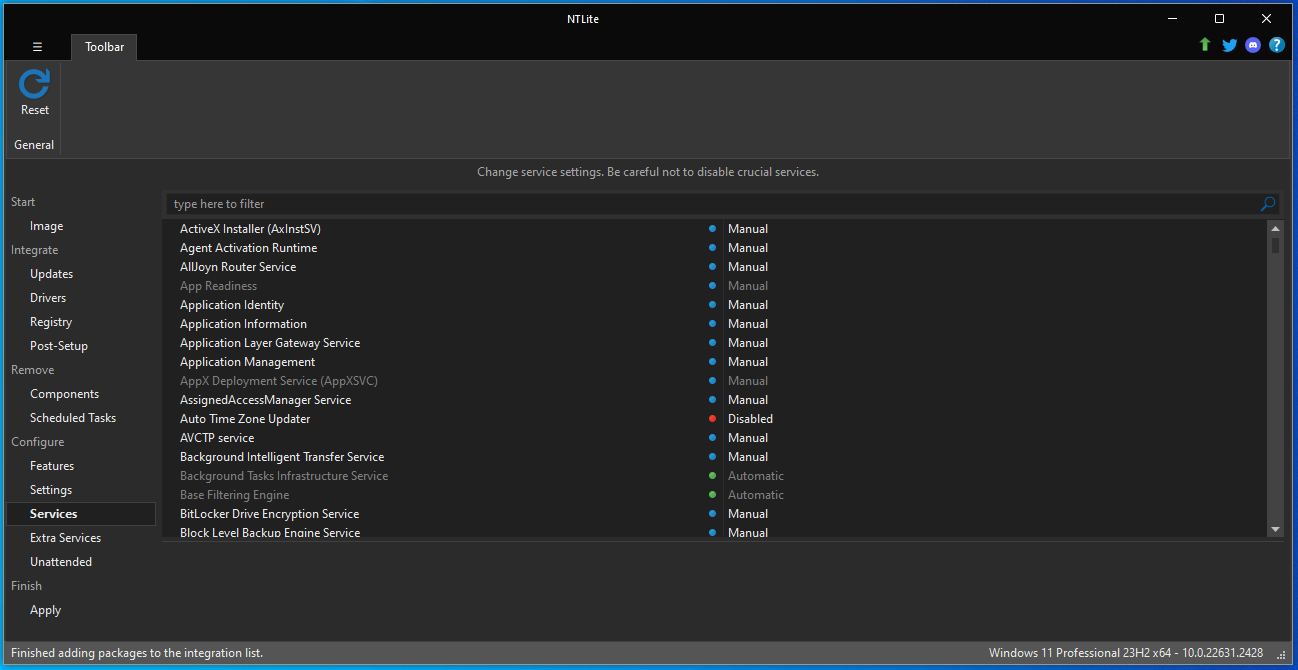 NTLite
☰ Toolbar
Reset
General
Change service settings. Be careful not to disable crucial services.
Start
Image
Integrate
Updates
Drivers
Registry
Post-Setup
Remove
Components
Scheduled Tasks
Configure
Features
Settings
Services
Extra Services
Unattended
Finish
Apply
type here to filter
ActiveX Installer (AxInstSV) Manual
Agent Activation Runtime Manual
AllJoyn Router Service Manual
App Readiness Manual
Application Identity Manual
Application Information Manual
Application Layer Gateway Service Manual
Application Management Manual
AppX Deployment Service (AppXSVC) Manual
AssignedAccessManager Service Manual
Auto Time Zone Updater Disabled
AVCTP service Manual
Background Intelligent Transfer Service Manual
Background Tasks Infrastructure Service Automatic
Base Filtering Engine Automatic
BitLocker Drive Encryption Service Manual
Block Level Backup Engine Service Manual
Finished adding packages to the integration list.
Windows 11 Professional 23H2 x64 - 10.0.22631.2428